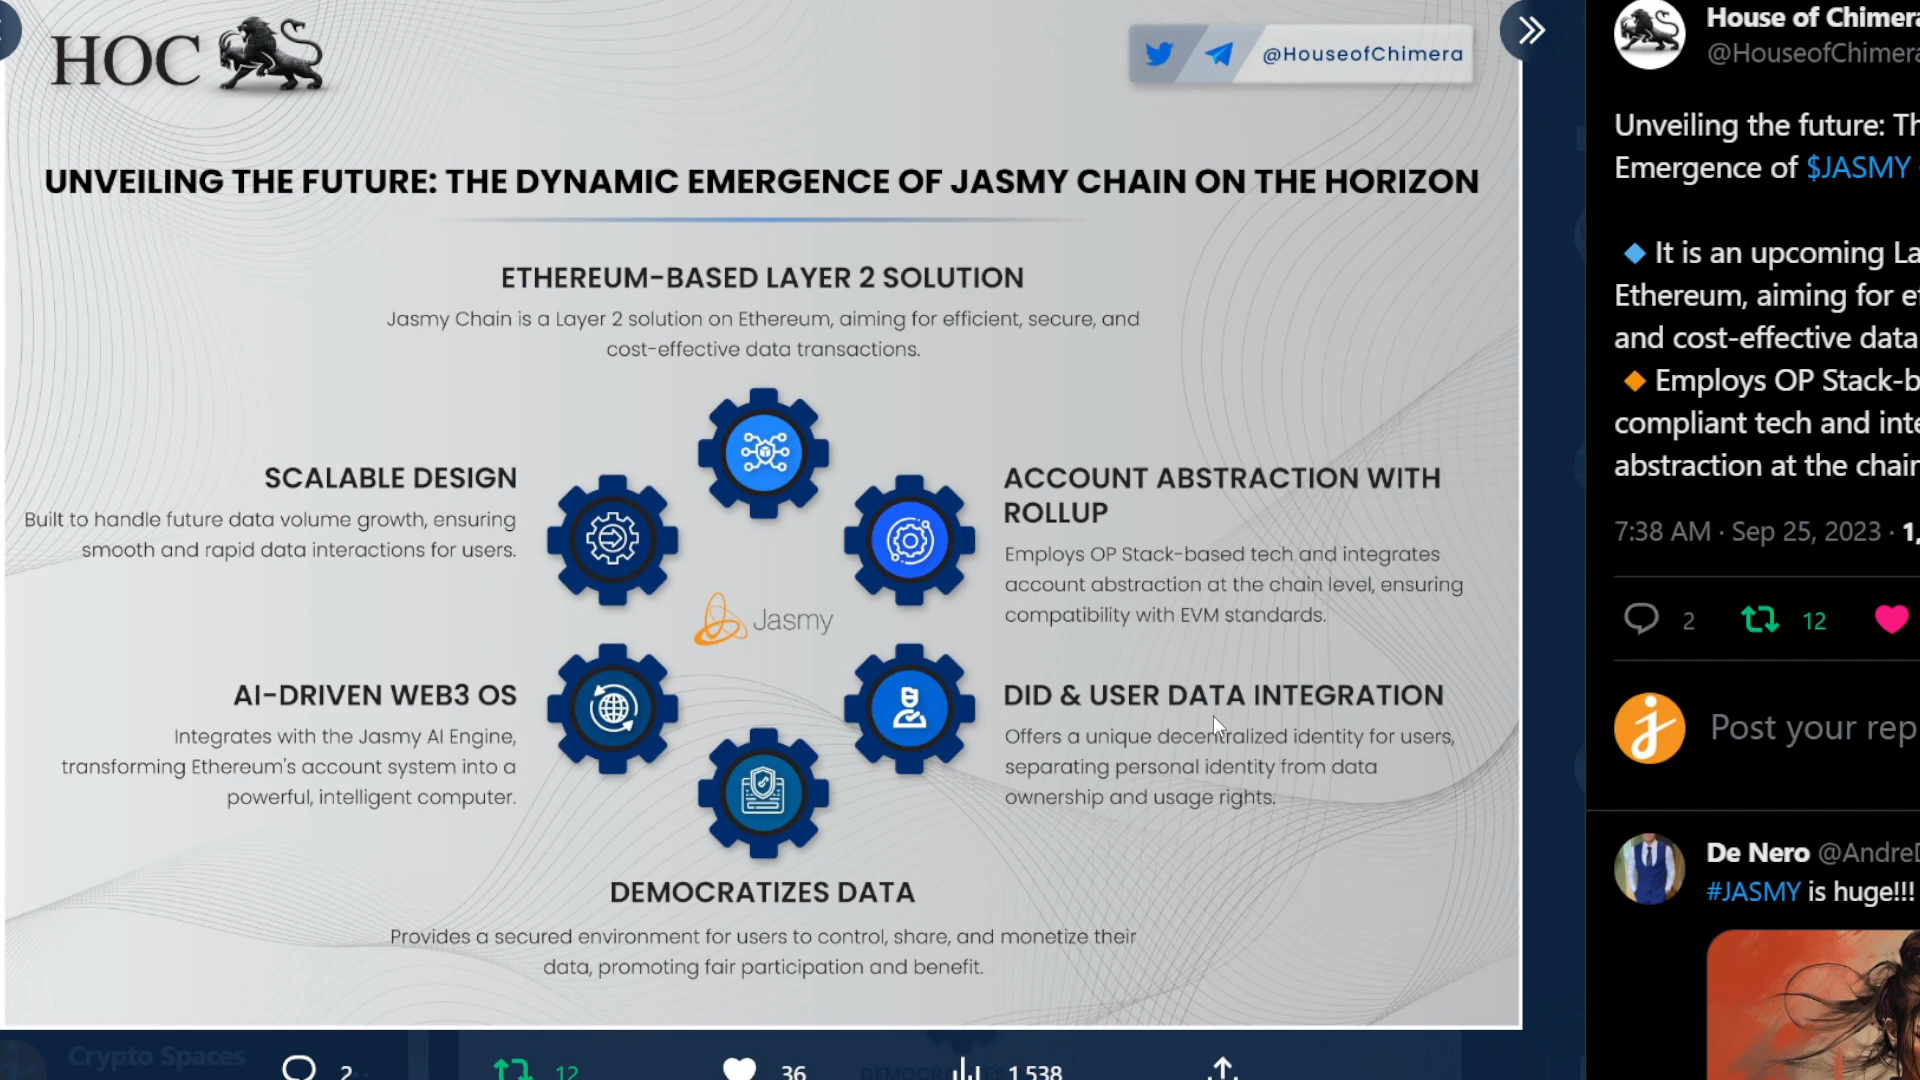 HOC
@HouseofChimera
UNVEILING THE FUTURE: THE DYNAMIC EMERGENCE OF JASMY CHAIN ON THE HORIZON
ETHEREUM-BASED LAYER 2 SOLUTION
Jasmy Chain is a Layer 2 solution on Ethereum, aiming for efficient, secure, and
cost-effective data transactions.
SCALABLE DESIGN
Built to handle future data volume growth, ensuring
smooth and rapid data interactions for users.
ACCOUNT ABSTRACTION WITH
ROLLUP
Employs OP Stack-based tech and integrates
account abstraction at the chain level, ensuring
compatibility with EVM standards.
Jasmy
AI-DRIVEN WEB3 OS
Integrates with the Jasmy AI Engine,
transforming Ethereum's account system into a
powerful, intelligent computer.
DID & USER DATA INTEGRATION
Offers a unique decentralized identity for users,
separating personal identity from data
ownership and usage rights.
DEMOCRATIZES DATA
Provides a secured environment for users to control, share, and monetize their
data, promoting fair participation and benefit.
Crypto Spaces
2
12
36
1 538
House of Chimera
@HouseofChimera
Unveiling the future: Th
Emergence of $JASMY
It is an upcoming La
Ethereum, aiming for e
and cost-effective data
Employs OP Stack-b
compliant tech and inte
abstraction at the chain
7:38 AM · Sep 25, 2023 · 1,
2
12
Post your rep
De Nero @Andre
#JASMY is huge!!!